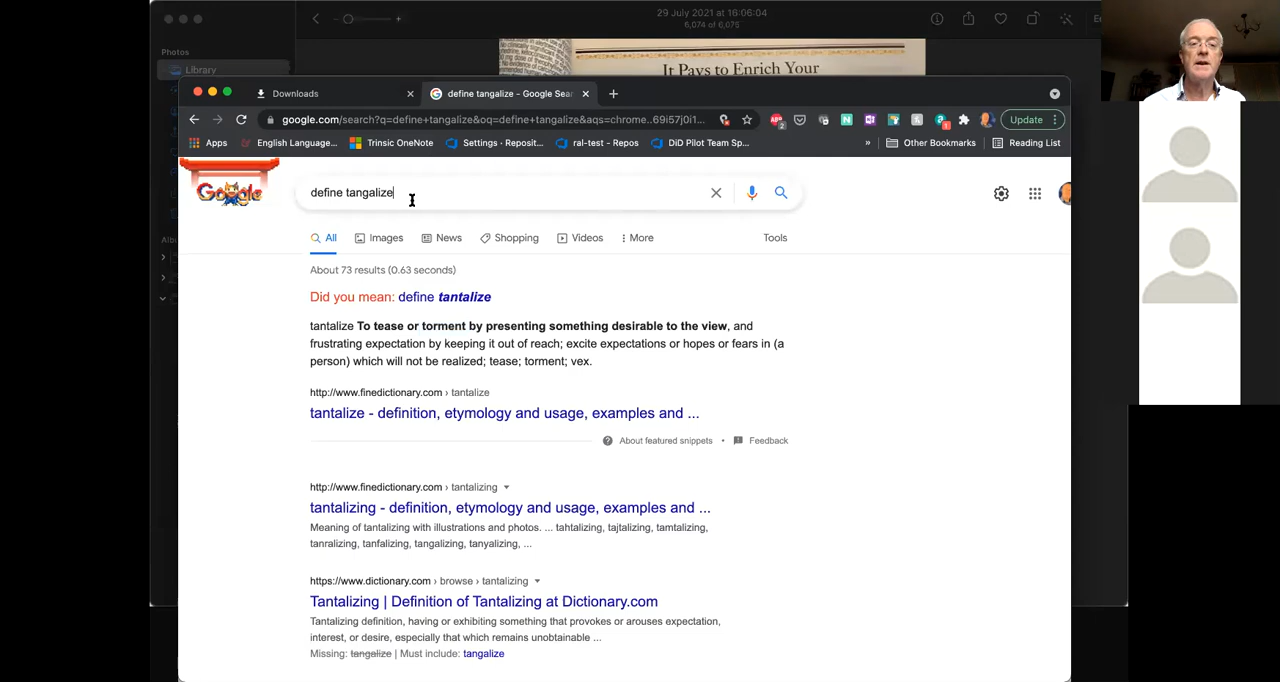 29 July 2021 at 16:06:04
6,074 of 6,075
Photos
Library
It Pays to Enrich Your
Downloads
define tangalize - Google Sear
google.com/search?q=define+tangalize&oq=define+tangalize&aqs=chrome..69i57j0i1...
Update
Apps
English Language...
Trinsic OneNote
Settings · Reposit...
ral-test - Repos
DiD Pilot Team Sp...
»
Other Bookmarks
Reading List
Google
define tangalize
All
Images
News
Shopping
Videos
More
Tools
About 73 results (0.63 seconds)
Did you mean: define tantalize
tantalize To tease or torment by presenting something desirable to the view, and
frustrating expectation by keeping it out of reach; excite expectations or hopes or fears in (a
person) which will not be realized; tease; torment; vex.
http://www.finedictionary.com › tantalize
tantalize - definition, etymology and usage, examples and ...
About featured snippets
•
Feedback
http://www.finedictionary.com › tantalizing
tantalizing - definition, etymology and usage, examples and ...
Meaning of tantalizing with illustrations and photos. ... tahtalizing, tajtalizing, tamtalizing,
tanralizing, tanfalizing, tangalizing, tanyalizing, ...
https://www.dictionary.com › browse › tantalizing
Tantalizing | Definition of Tantalizing at Dictionary.com
Tantalizing definition, having or exhibiting something that provokes or arouses expectation,
interest, or desire, especially that which remains unobtainable ...
Missing: tangalize | Must include: tangalize